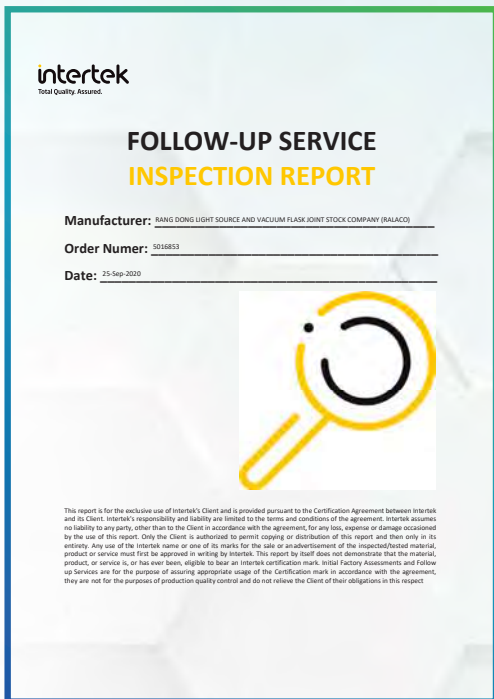 intertek
Total Quality. Assured.
FOLLOW-UP SERVICE
INSPECTION REPORT
Manufacturer: RANG DONG LIGHT SOURCE AND VACUUM FLASK JOINT STOCK COMPANY (RALACO)
Order Numer: 5016853
Date: 25-Sep-2020
This report is for the exclusive use of Intertek's Client and is provided pursuant to the Certification Agreement between Intertek
and its Client. Intertek's responsibility and liability are limited to the terms and conditions of the agreement. Intertek assumes
no liability to any party, other than to the Client in accordance with the agreement, for any loss, expense or damage occasioned
by the use of this report. Only the Client is authorized to permit copying or distribution of this report and then only in its
entirety. Any use of the Intertek name or one of its marks for the sale or anadvertisement of the inspected/tested material,
product or service must first be approved in writing by Intertek. This report by itself does not demonstrate that the material,
product, or service is, or has ever been, eligible to bear an Intertek certification mark. Initial Factory Assessments and Follow
up Services are for the purpose of assuring appropriate usage of the Certification mark in accordance with the agreement,
they are not for the purposes of production quality control and do not relieve the Client of their obligations in this respect